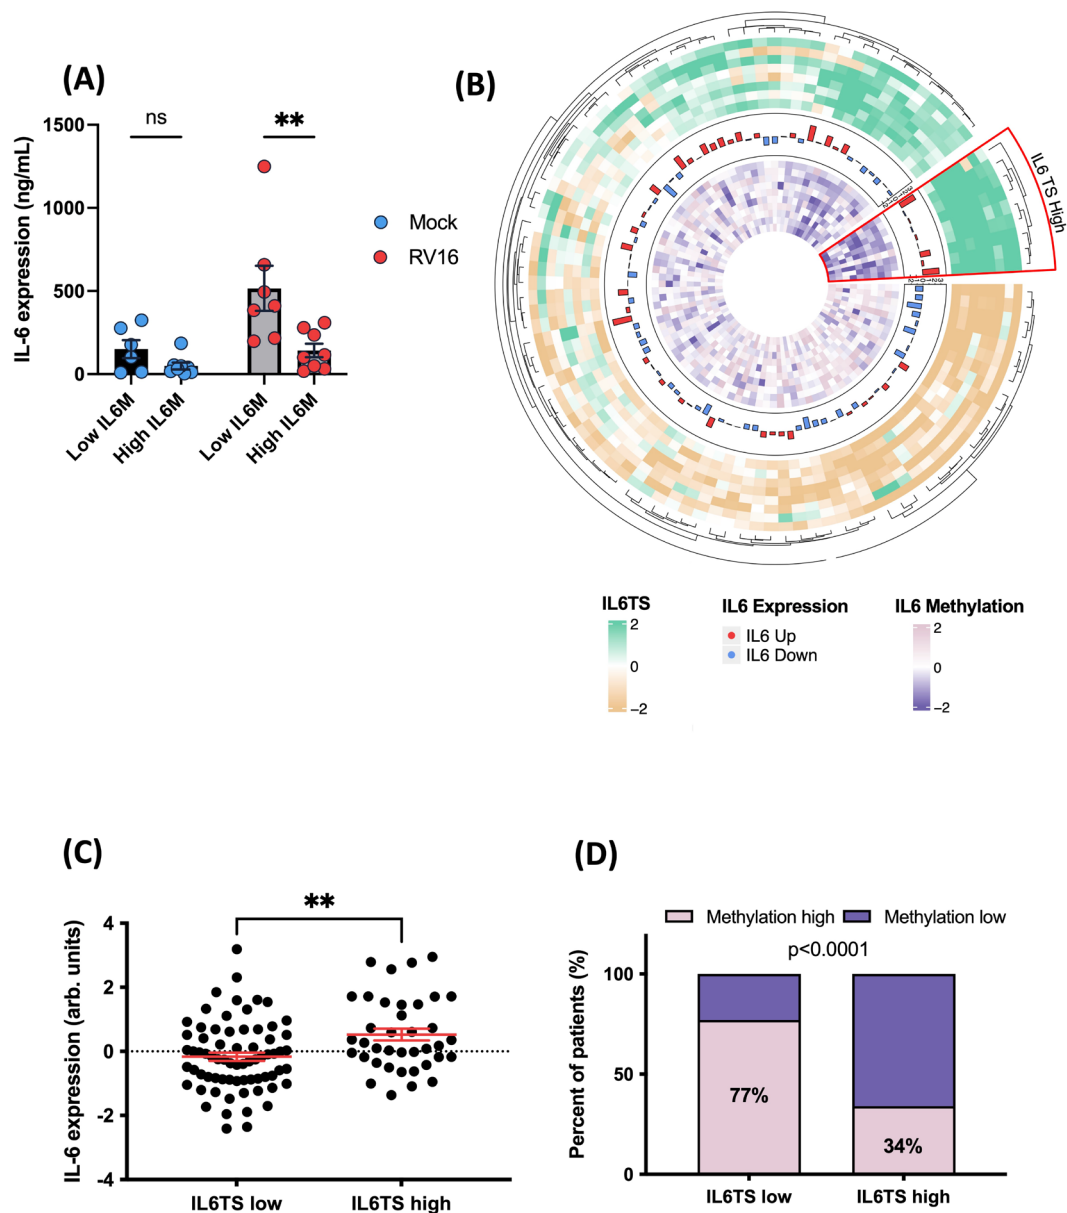 (A)
ns
**
1500
1000
500
0
IL-6 expression (ng/mL)
Mock
RV16
Low IL6M
High IL6M
Low IL6M
High IL6M
(B)
IL6 TS High
IL6TS
2
0
−2
IL6 Expression
IL6 Up
IL6 Down
IL6 Methylation
2
0
−2
(C)
**
4
2
0
-2
-4
IL-6 expression (arb. units)
IL6TS low
IL6TS high
(D)
Methylation high
Methylation low
p<0.0001
100
50
0
Percent of patients (%)
77%
34%
IL6TS low
IL6TS high